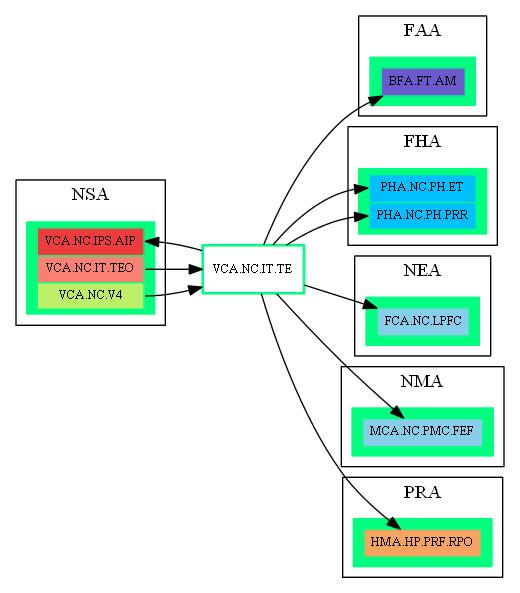 FAA
BFA.FT.AM
FHA
PHA.NC.PH.ET
PHA.NC.PH.PRR
NSA
VCA.NC.IPS.AIP
VCA.NC.IT.TEO
VCA.NC.V4
VCA.NC.IT.TE
NEA
FCA.NC.LPFC
NMA
MCA.NC.PMC.FEF
PRA
HMA.HP.PRF.RPO